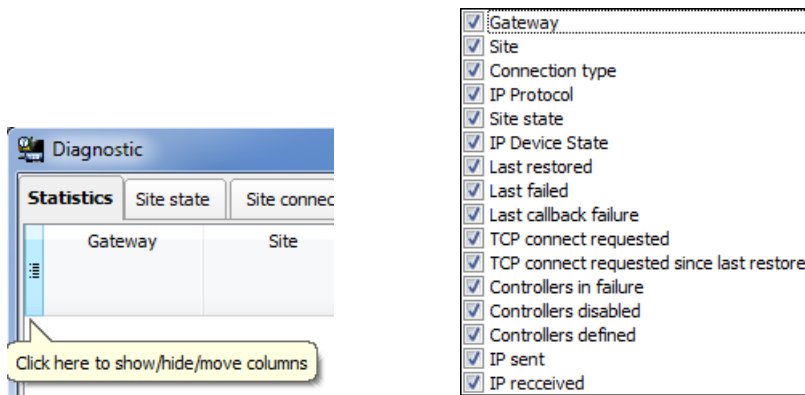 Diagnostic
Statistics Site state Site connec
Gateway Site
Click here to show/hide/move columns
Gateway
Site
Connection type
IP Protocol
Site state
IP Device State
Last restored
Last failed
Last callback failure
TCP connect requested
TCP connect requested since last restore
Controllers in failure
Controllers disabled
Controllers defined
IP sent
IP recceived